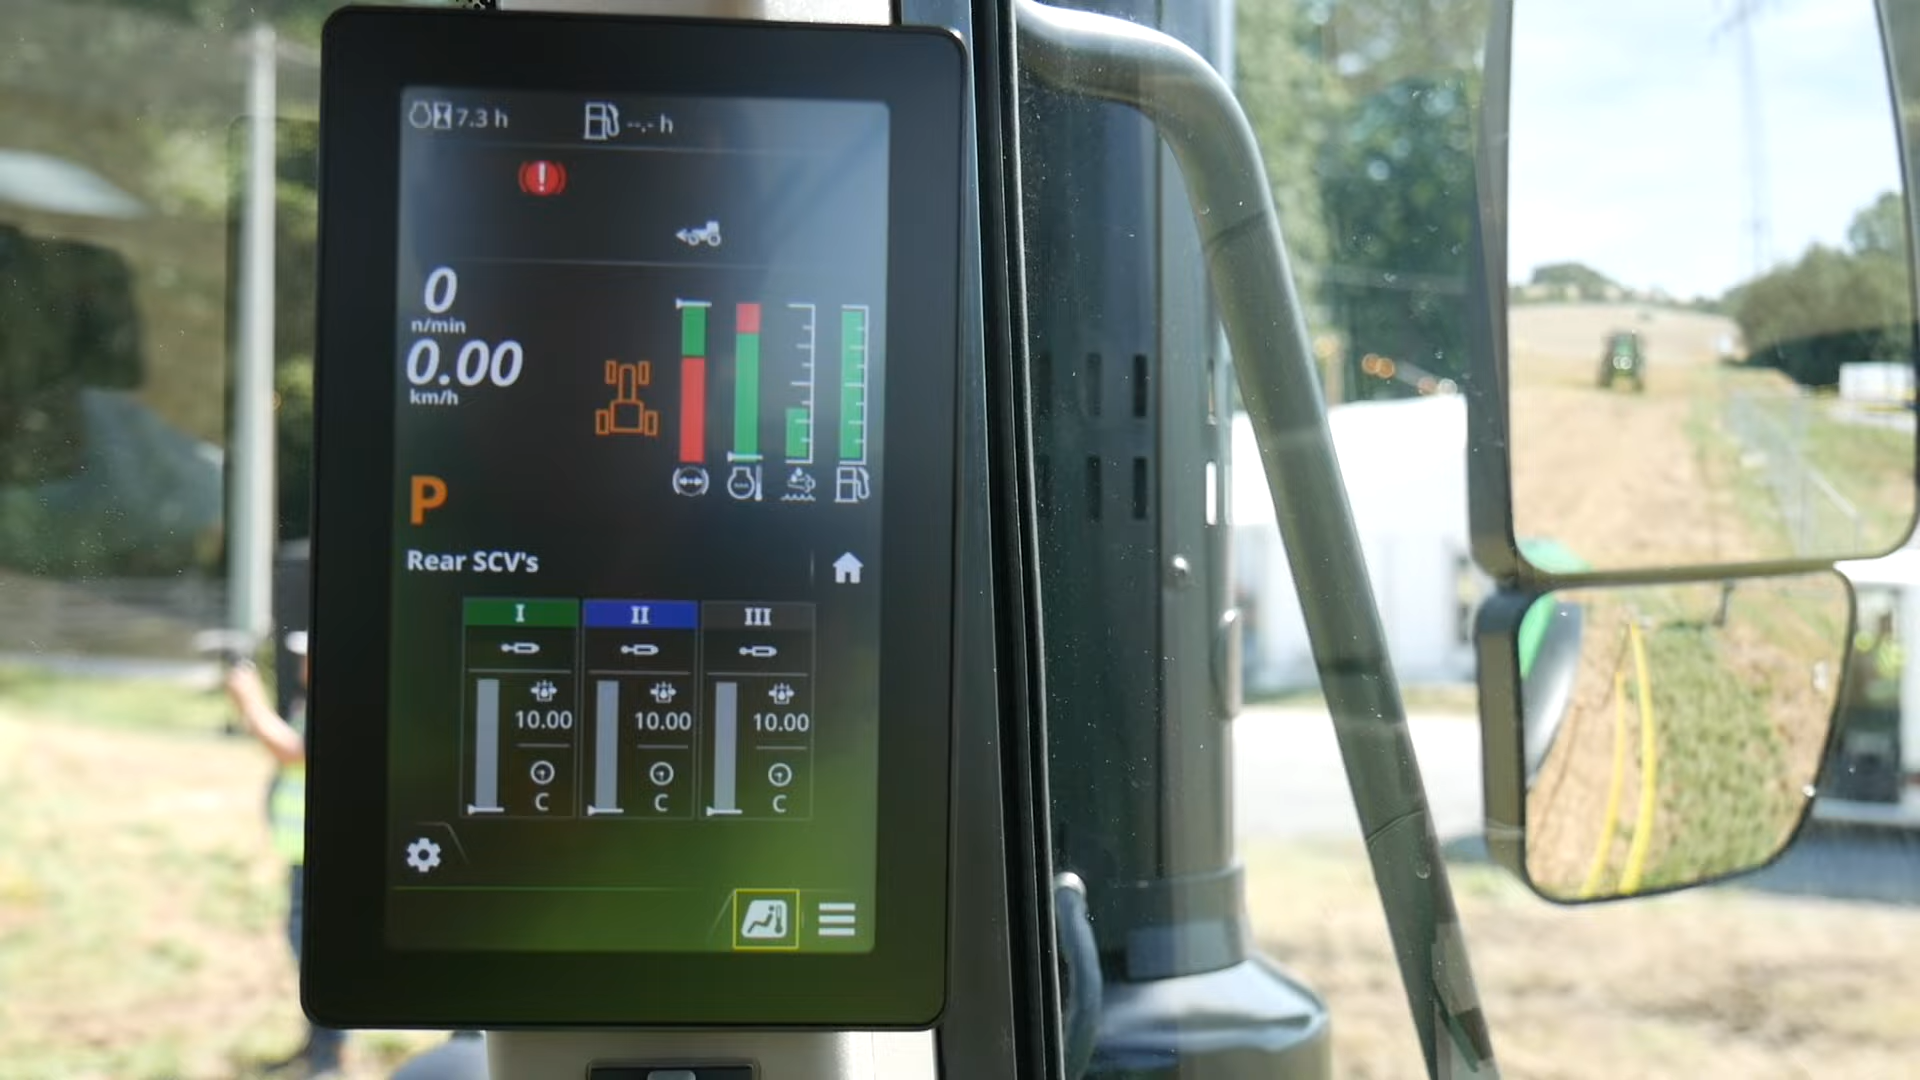 7.3 h --.- h
0
n/min
0.00
km/h
P
Rear SCV's
I II III
10.00 10.00 10.00
C C C